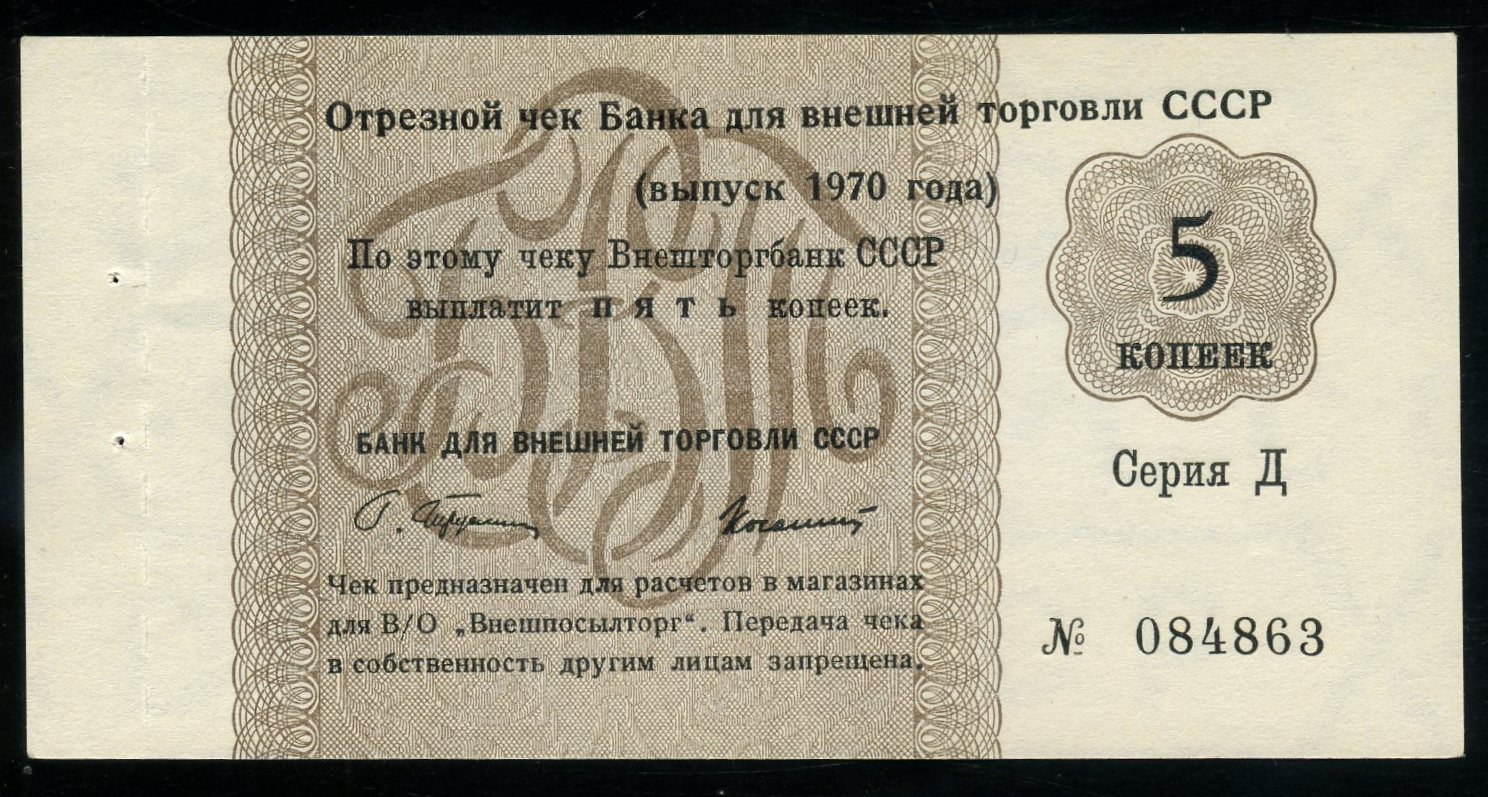 Отрезной чек Банка для внешней торговли СССР
(выпуск 1970 года)
По этому чеку Внешторгбанк СССР
выплатит пять копеек.
5
КОПЕЕК
БАНК ДЛЯ ВНЕШНЕЙ ТОРГОВЛИ СССР
Серия Д
Чек предназначен для расчетов в магазинах
для В/О „Внешпосылторг“. Передача чека
в собственность другим лицам запрещена.
№ 084863